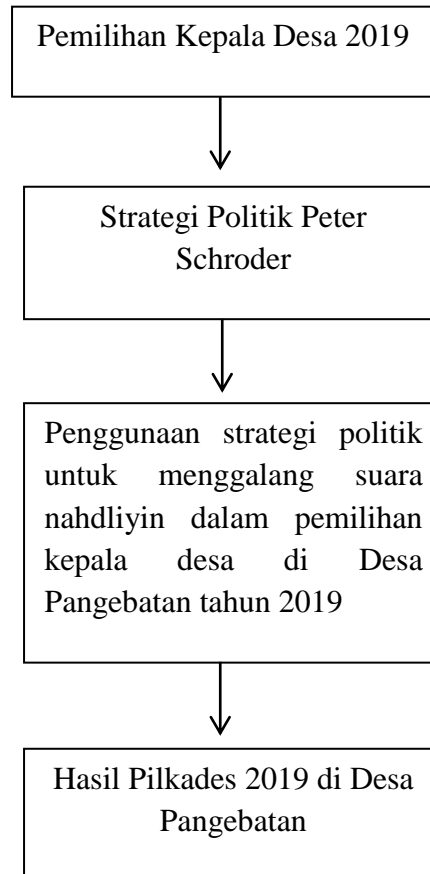 Pemilihan Kepala Desa 2019
Strategi Politik Peter
Schroder
Penggunaan strategi politik
untuk menggalang suara
nahdliyin dalam pemilihan
kepala desa di Desa
Pangebatan tahun 2019
Hasil Pilkades 2019 di Desa
Pangebatan